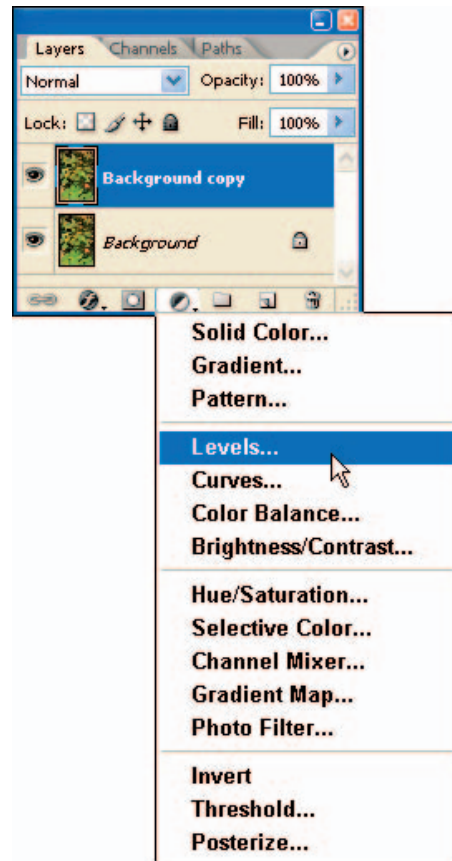 Layers Channels Paths
Normal Opacity: 100%
Lock: Fill: 100%
Background copy
Background
Solid Color...
Gradient...
Pattern...
Levels...
Curves...
Color Balance...
Brightness/Contrast...
Hue/Saturation...
Selective Color...
Channel Mixer...
Gradient Map...
Photo Filter...
Invert
Threshold...
Posterize...